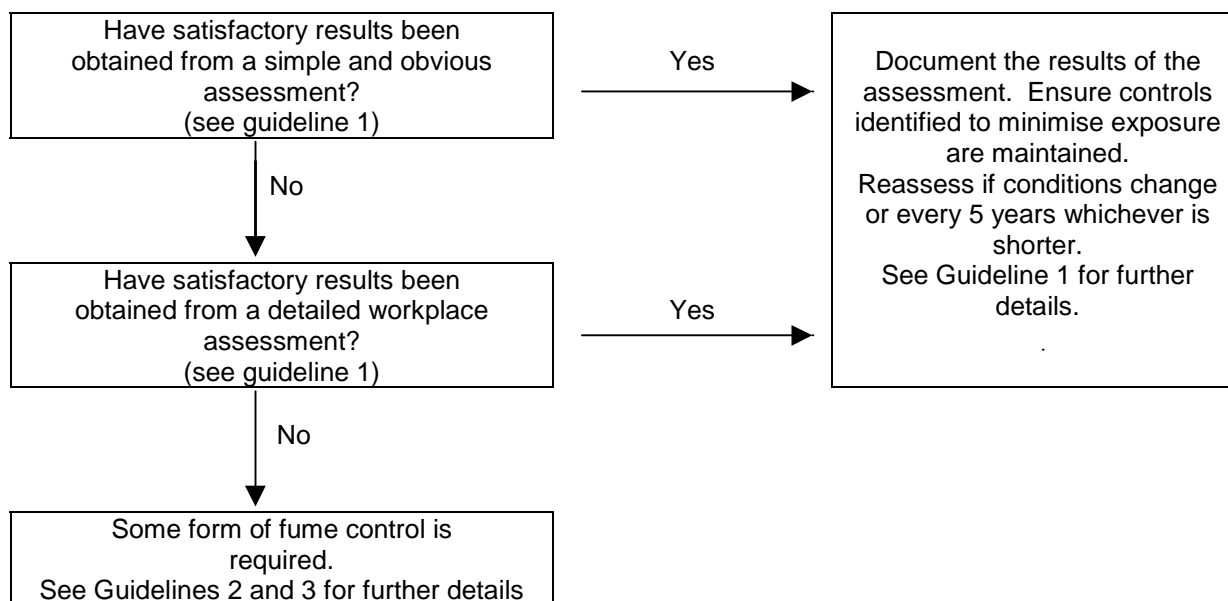 Have satisfactory results been
obtained from a simple and obvious
assessment?
(see guideline 1)
Yes
Document the results of the
assessment.  Ensure controls
identified to minimise exposure
are maintained.
Reassess if conditions change
or every 5 years whichever is
shorter.
See Guideline 1 for further
details.
.
No
Have satisfactory results been
obtained from a detailed workplace
assessment?
(see guideline 1)
Yes
No
Some form of fume control is
required.
See Guidelines 2 and 3 for further details